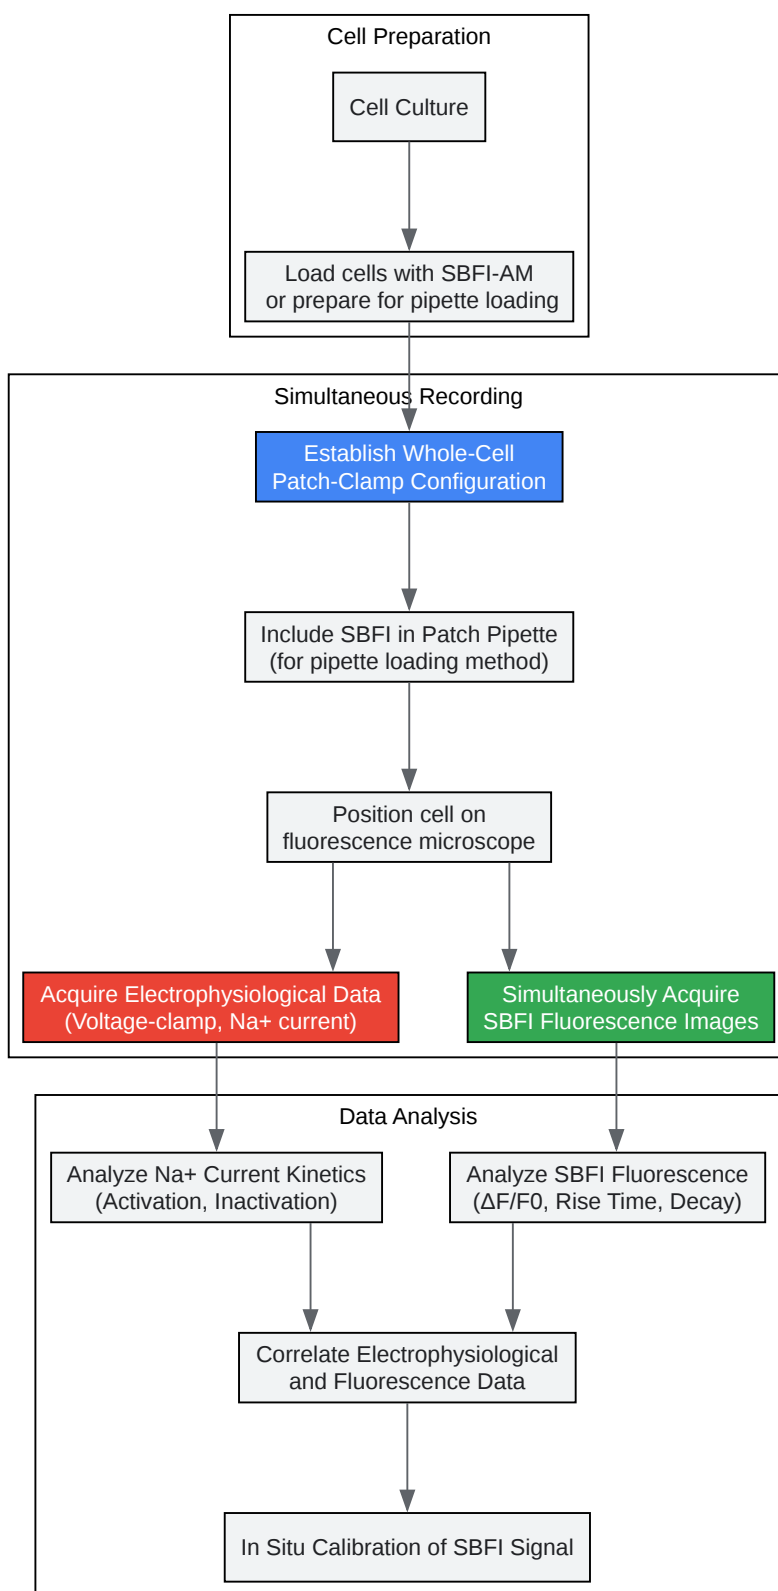 Cell Preparation
Cell Culture
Load cells with SBFI-AM
or prepare for pipette loading
Simultaneous Recording
Establish Whole-Cell
Patch-Clamp Configuration
Include SBFI in Patch Pipette
(for pipette loading method)
Position cell on
fluorescence microscope
Acquire Electrophysiological Data
(Voltage-clamp, Na+ current)
Simultaneously Acquire
SBFI Fluorescence Images
Data Analysis
Analyze Na+ Current Kinetics
(Activation, Inactivation)
Analyze SBFI Fluorescence
(ΔF/F0, Rise Time, Decay)
Correlate Electrophysiological
and Fluorescence Data
In Situ Calibration of SBFI Signal